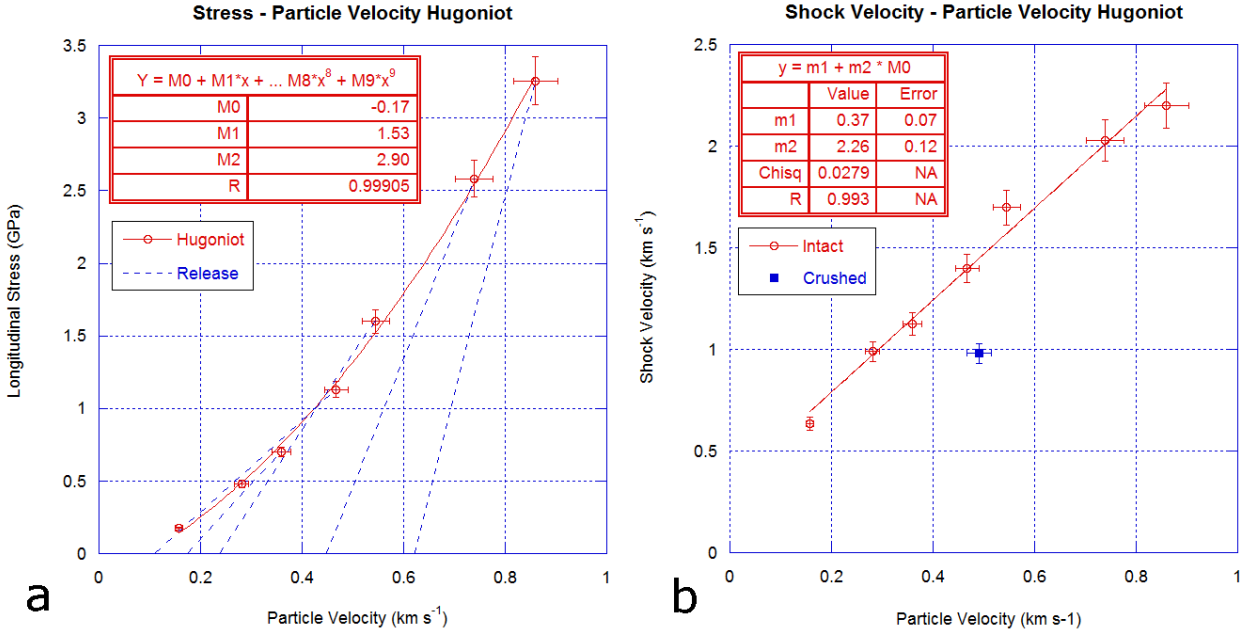 Stress - Particle Velocity Hugoniot
3.5
3
2.5
2
1.5
1
0.5
0
Longitudinal Stress (GPa)
Y = M0 + M1*x + ... M8*x⁸ + M9*x⁹
M0 -0.17
M1 1.53
M2 2.90
R 0.99905
Hugoniot
Release
0 0.2 0.4 0.6 0.8 1
Particle Velocity (km s⁻¹)
a
Shock Velocity - Particle Velocity Hugoniot
2.5
2
1.5
1
0.5
0
Shock Velocity (km s⁻¹)
y = m1 + m2 * M0
Value Error
m1 0.37 0.07
m2 2.26 0.12
Chisq 0.0279 NA
R 0.993 NA
Intact
Crushed
0 0.2 0.4 0.6 0.8 1
Particle Velocity (km s-1)
b